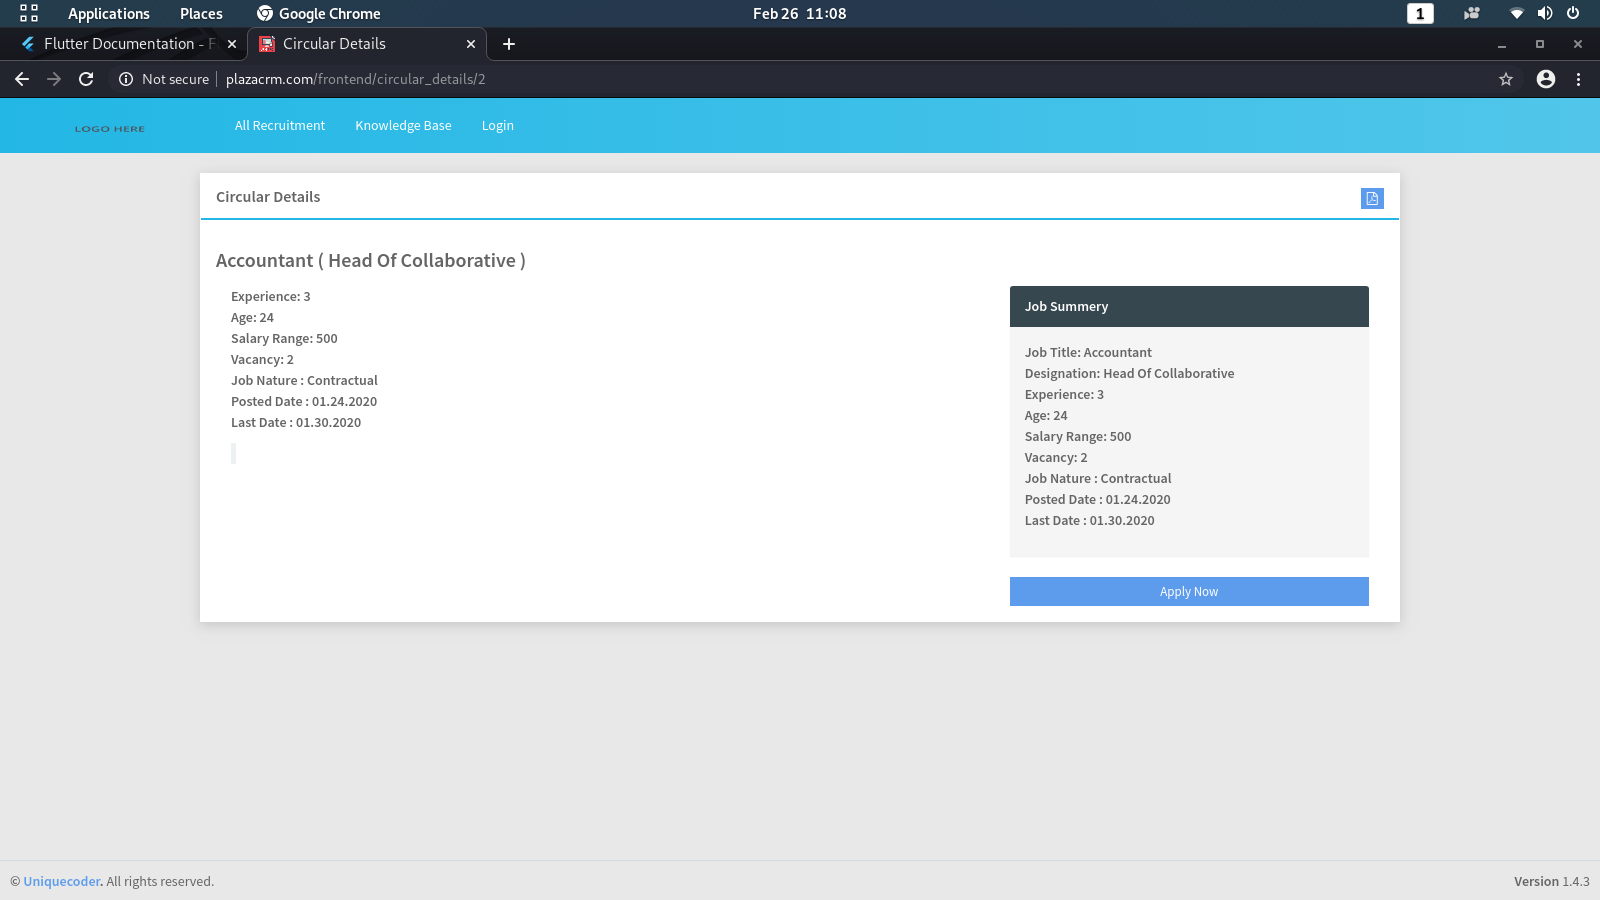 Applications Places Google Chrome Feb 26 11:08 1
Flutter Documentation - F Circular Details
Not secure plazacrm.com/frontend/circular_details/2
LOGO HERE All Recruitment Knowledge Base Login
Circular Details
Accountant ( Head Of Collaborative )
Experience: 3
Age: 24
Salary Range: 500
Vacancy: 2
Job Nature : Contractual
Posted Date : 01.24.2020
Last Date : 01.30.2020
Job Summery
Job Title: Accountant
Designation: Head Of Collaborative
Experience: 3
Age: 24
Salary Range: 500
Vacancy: 2
Job Nature : Contractual
Posted Date : 01.24.2020
Last Date : 01.30.2020
Apply Now
© Uniquecoder. All rights reserved. Version 1.4.3